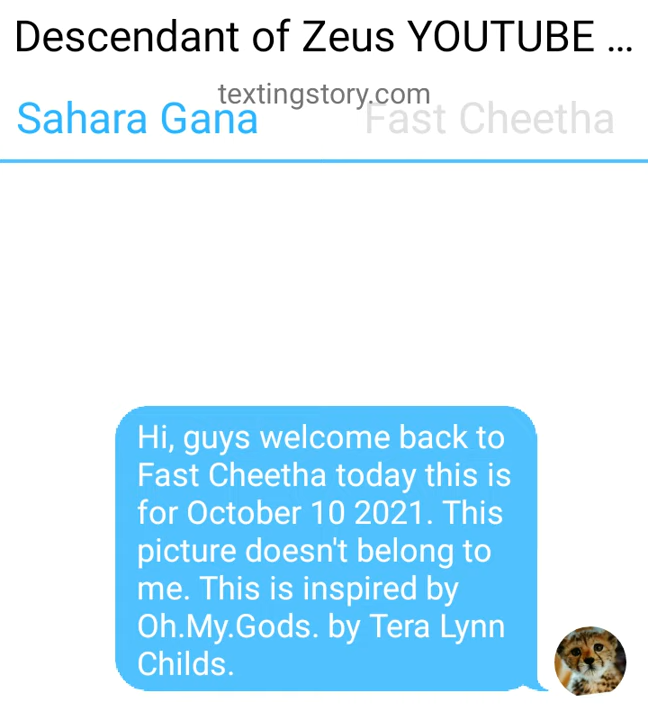 Descendant of Zeus YOUTUBE ...
textingstory.com
Sahara Gana
Fast Cheetha
Hi, guys welcome back to
Fast Cheetha today this is
for October 10 2021. This
picture doesn't belong to
me. This is inspired by
Oh.My.Gods. by Tera Lynn
Childs.